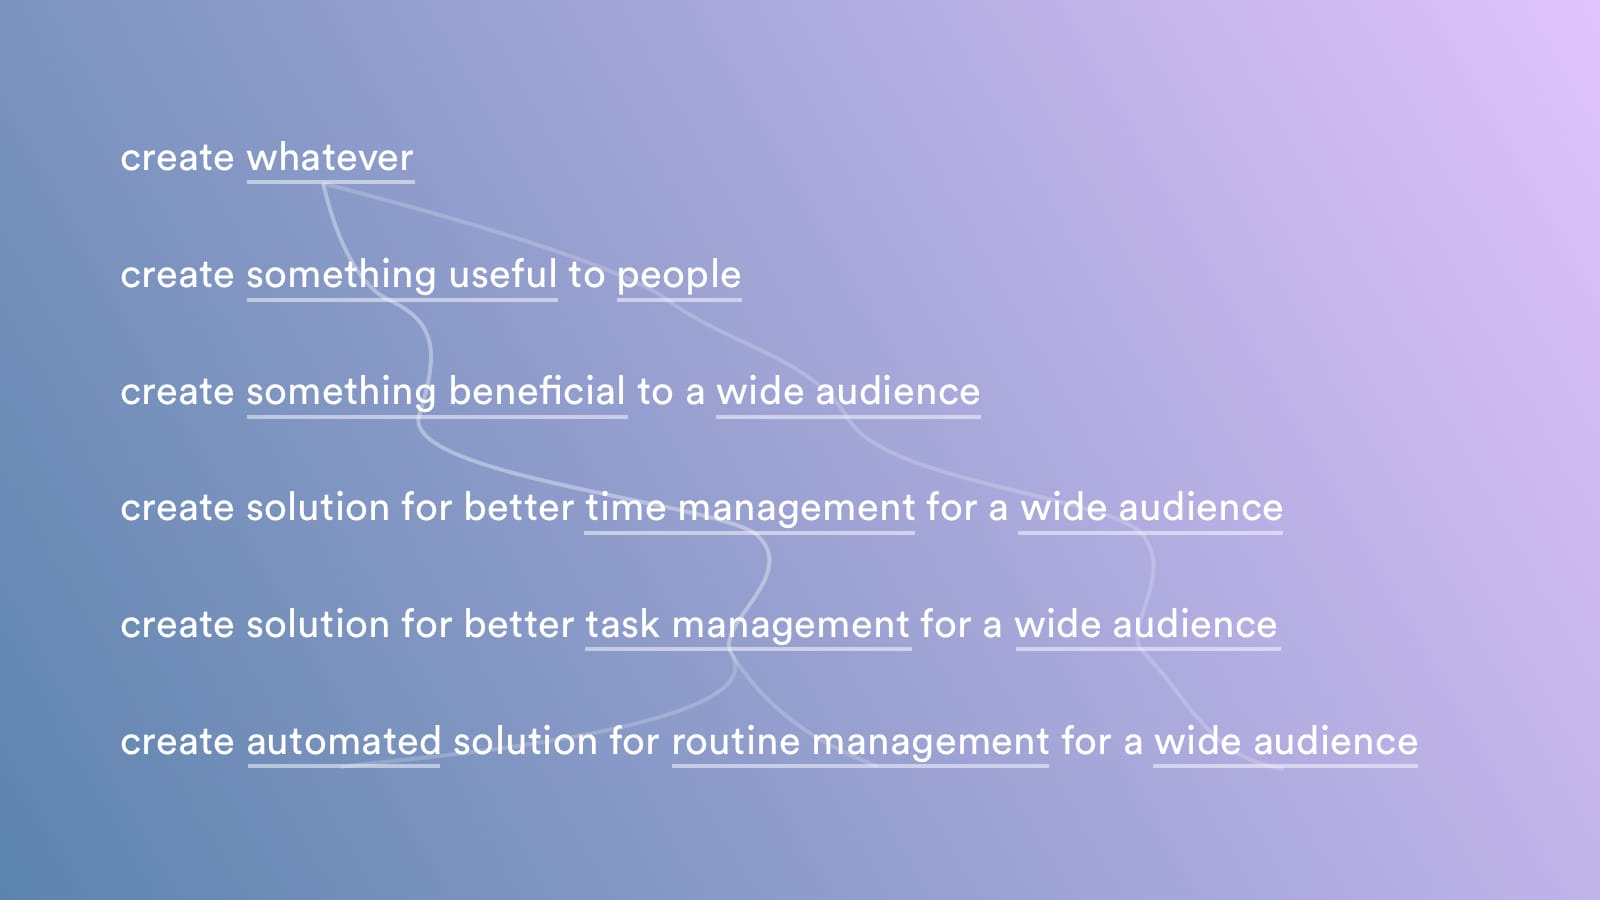 create whatever
create something useful to people
create something beneficial to a wide audience
create solution for better time management for a wide audience
create solution for better task management for a wide audience
create automated solution for routine management for a wide audience